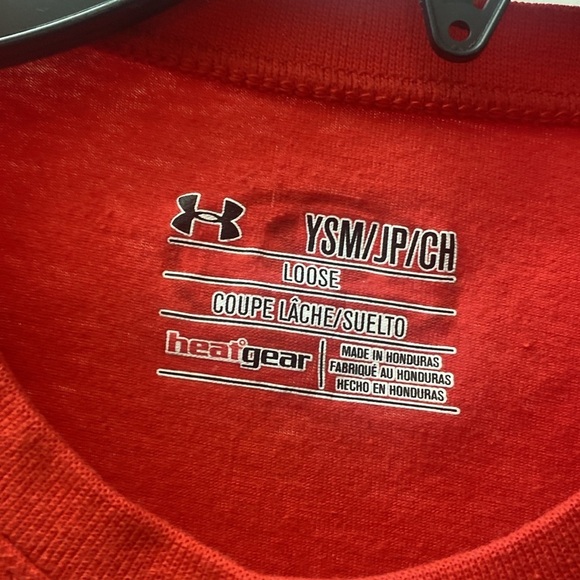 YSM/JP/CH
LOOSE
COUPE LÂCHE/SUELTO
heatgear
MADE IN HONDURAS
FABRIQUÉ AU HONDURAS
HECHO EN HONDURAS